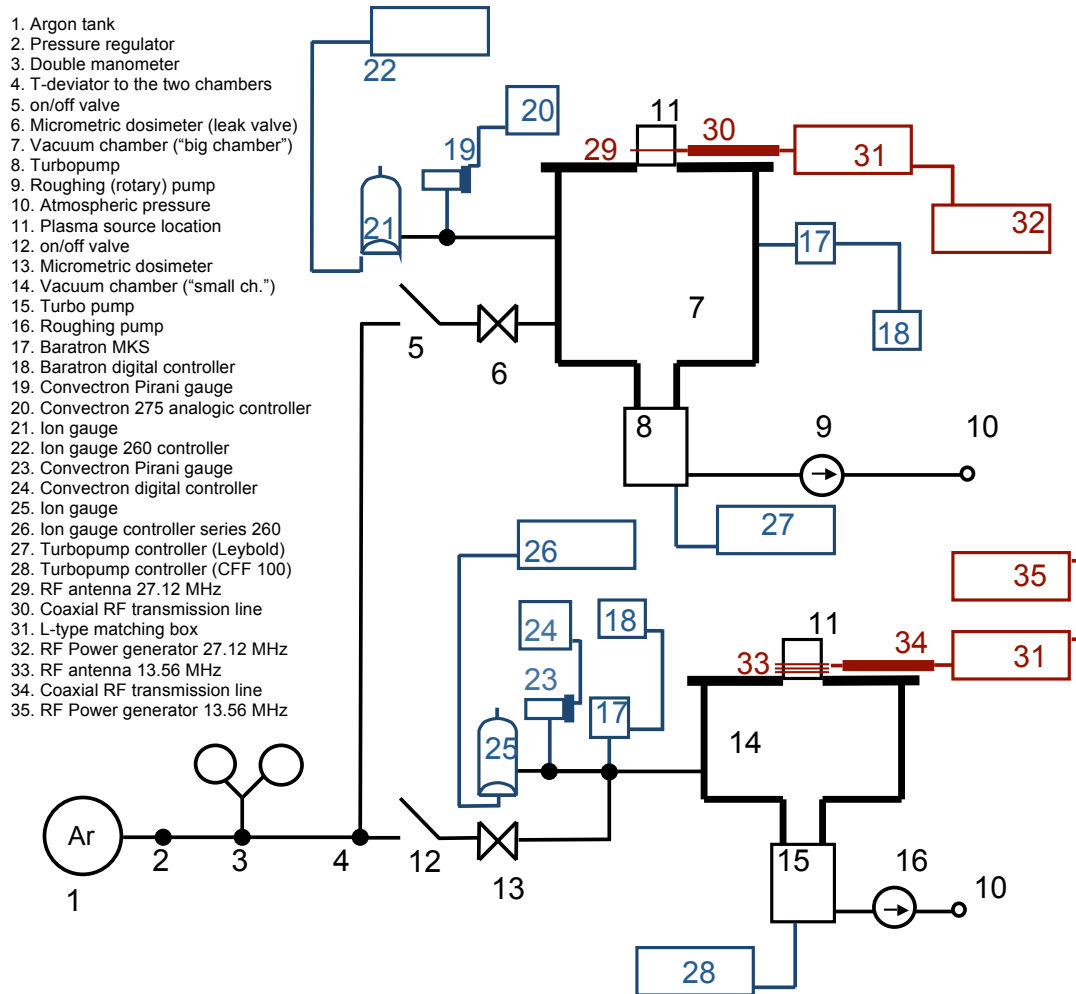 1. Argon tank
2. Pressure regulator
3. Double manometer
4. T-deviator to the two chambers
5. on/off valve
6. Micrometric dosimeter (leak valve)
7. Vacuum chamber (“big chamber”)
8. Turbopump
9. Roughing (rotary) pump
10. Atmospheric pressure
11. Plasma source location
12. on/off valve
13. Micrometric dosimeter
14. Vacuum chamber (“small ch.”)
15. Turbo pump
16. Roughing pump
17. Baratron MKS
18. Baratron digital controller
19. Convectron Pirani gauge
20. Convectron 275 analogic controller
21. Ion gauge
22. Ion gauge 260 controller
23. Convectron Pirani gauge
24. Convectron digital controller
25. Ion gauge
26. Ion gauge controller series 260
27. Turbopump controller (Leybold)
28. Turbopump controller (CFF 100)
29. RF antenna 27.12 MHz
30. Coaxial RF transmission line
31. L-type matching box
32. RF Power generator 27.12 MHz
33. RF antenna 13.56 MHz
34. Coaxial RF transmission line
35. RF Power generator 13.56 MHz
22
20
19
11
29
30
31
32
21
17
18
7
5
6
8
9
10
27
26
35
24
18
11
33
34
31
23
17
25
14
Ar
1
2
3
4
12
13
15
16
10
28